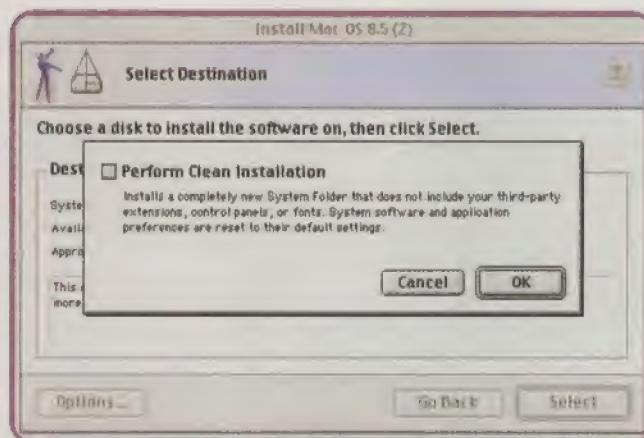 Install Mac OS 8.5 (2)
Select Destination
Choose a disk to install the software on, then click Select.
Dest
Perform Clean Installation
Installs a completely new System Folder that does not include your third-party
extensions, control panels, or fonts. System software and application
preferences are reset to their default settings.
Syste
Avail
Appro
This
more
Cancel
OK
Options...
Go Back
Select